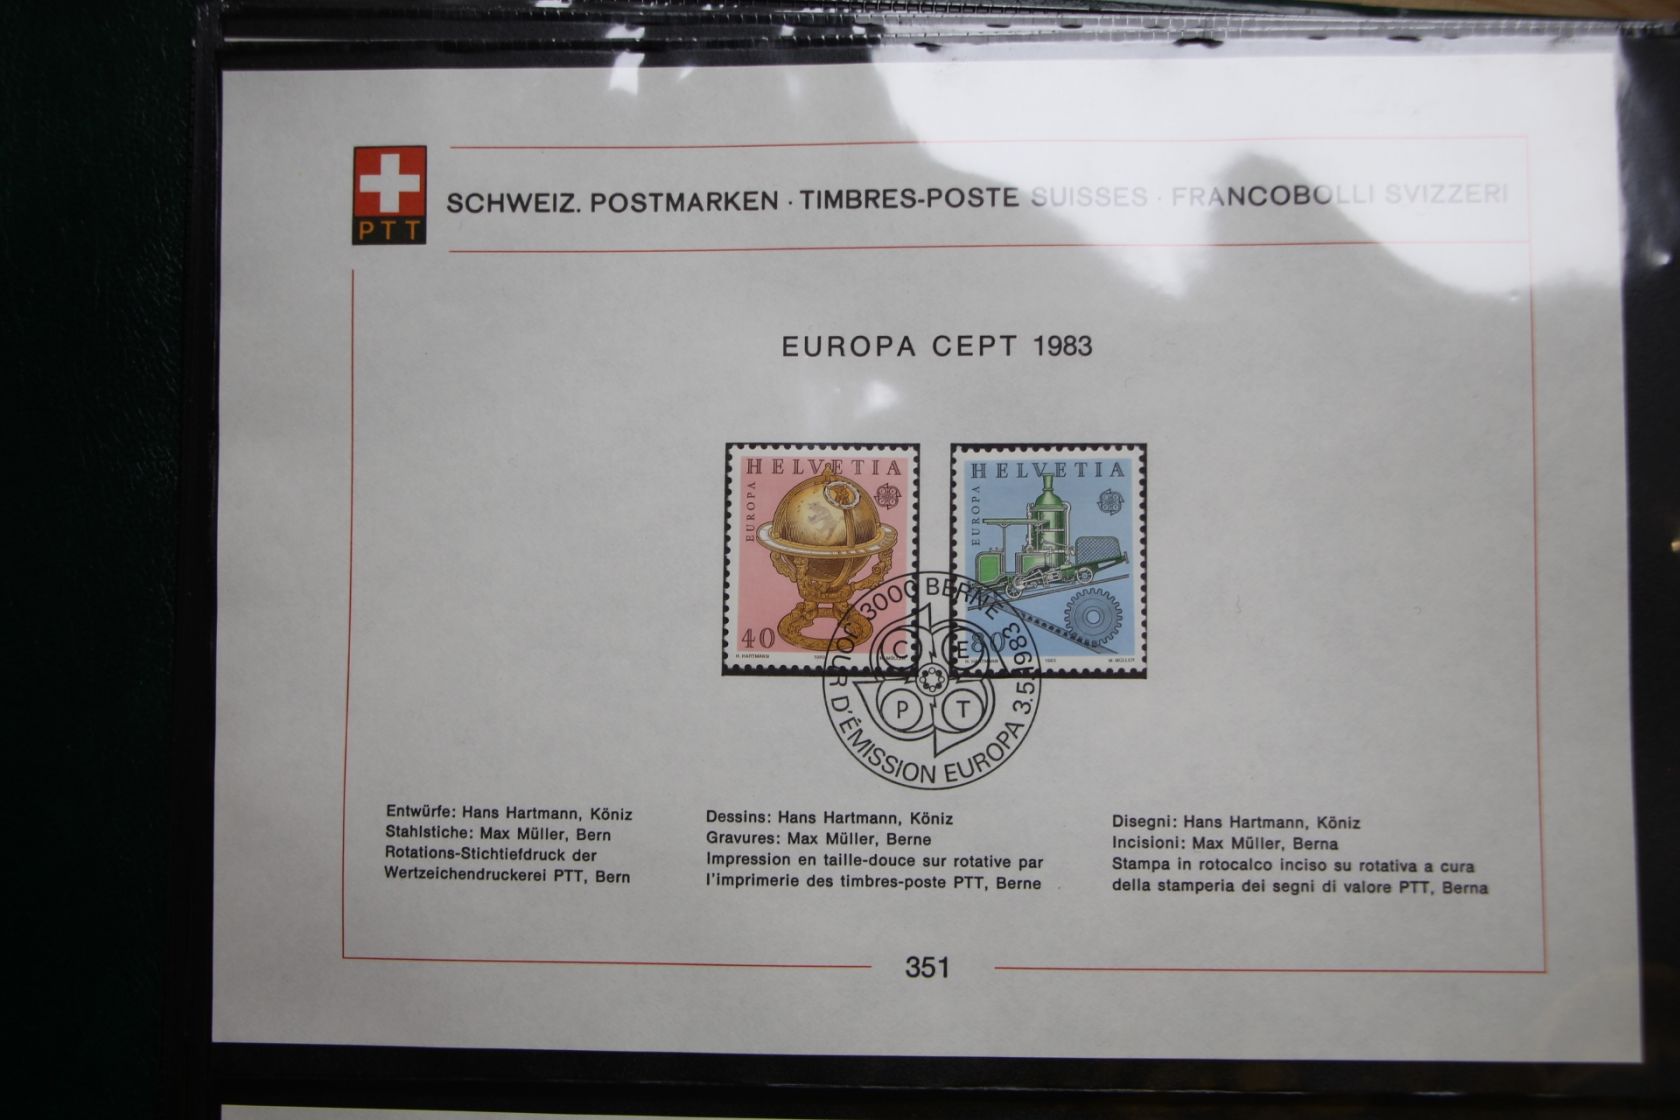 PTT
SCHWEIZ. POSTMARKEN · TIMBRES-POSTE SUISSES · FRANCOBOLLI SVIZZERI
EUROPA CEPT 1983
HELVETIA
EUROPA
40
H. HARTMANN
HELVETIA
EUROPA
80
H. HARTMANN 1983 M. MÜLLER
3000 BERNE
JOUR D'ÉMISSION EUROPA 3.5.1983
C E
P T
Entwürfe: Hans Hartmann, Köniz
Stahlstiche: Max Müller, Bern
Rotations-Stichtiefdruck der
Wertzeichendruckerei PTT, Bern
Dessins: Hans Hartmann, Köniz
Gravures: Max Müller, Berne
Impression en taille-douce sur rotative par
l'imprimerie des timbres-poste PTT, Berne
Disegni: Hans Hartmann, Köniz
Incisioni: Max Müller, Berna
Stampa in rotocalco inciso su rotativa a cura
della stamperia dei segni di valore PTT, Berna
351